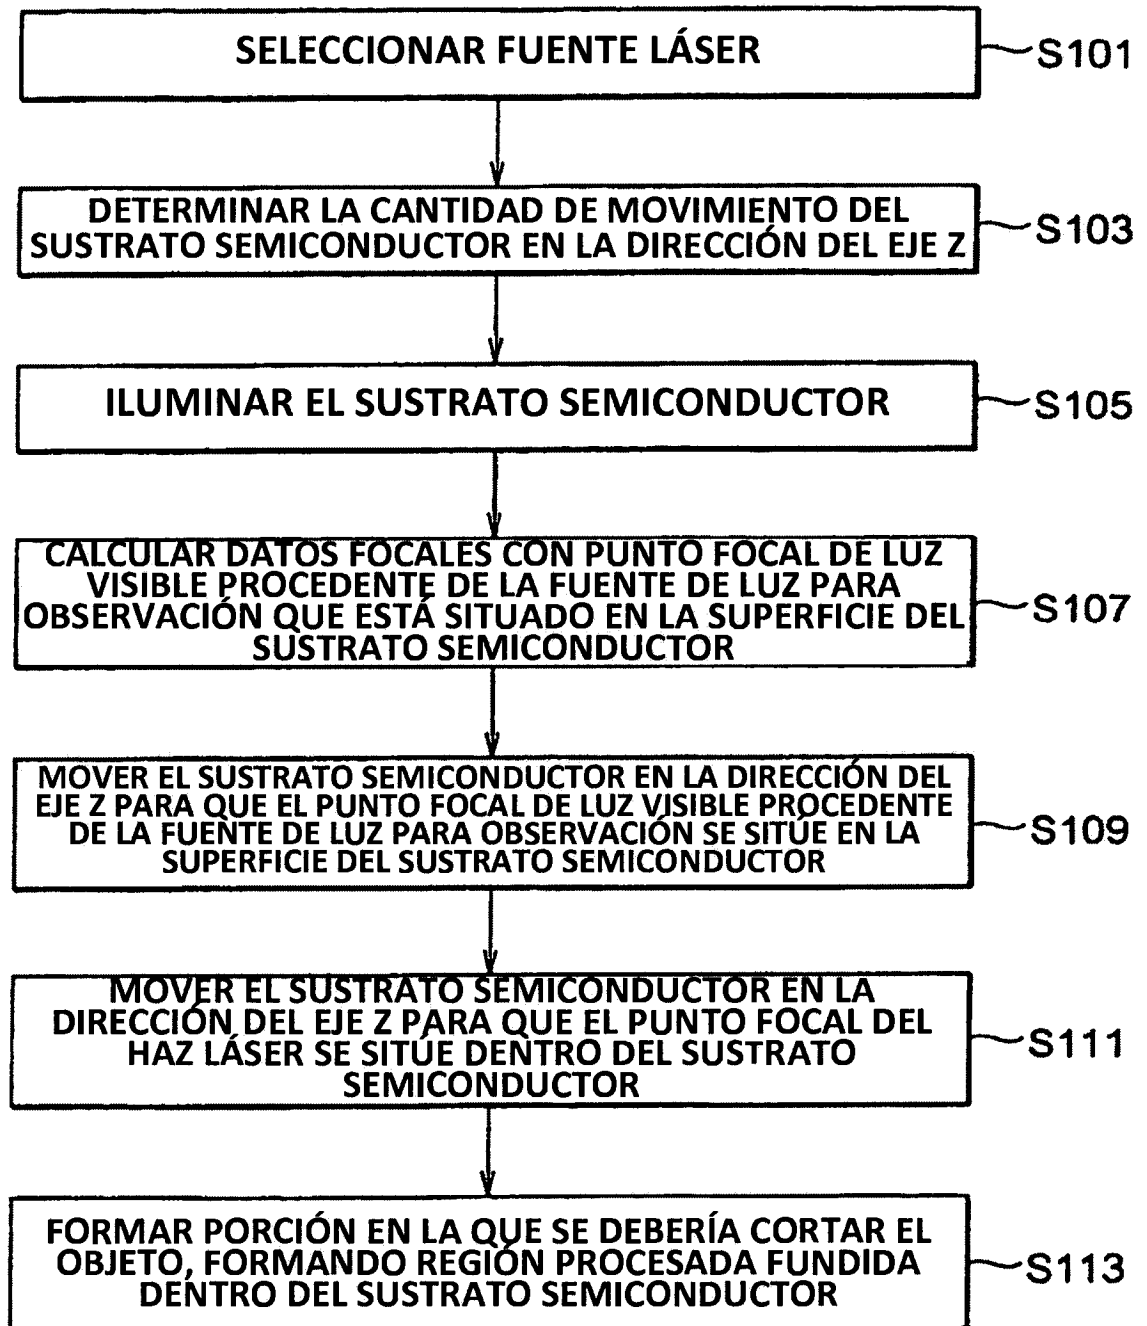 SELECCIONAR FUENTE LÁSER
S101
DETERMINAR LA CANTIDAD DE MOVIMIENTO DEL
SUSTRATO SEMICONDUCTOR EN LA DIRECCIÓN DEL EJE Z
S103
ILUMINAR EL SUSTRATO SEMICONDUCTOR
S105
CALCULAR DATOS FOCALES CON PUNTO FOCAL DE LUZ
VISIBLE PROCEDENTE DE LA FUENTE DE LUZ PARA
OBSERVACIÓN QUE ESTÁ SITUADO EN LA SUPERFICIE DEL
SUSTRATO SEMICONDUCTOR
S107
MOVER EL SUSTRATO SEMICONDUCTOR EN LA DIRECCIÓN DEL
EJE Z PARA QUE EL PUNTO FOCAL DE LUZ VISIBLE PROCEDENTE
DE LA FUENTE DE LUZ PARA OBSERVACIÓN SE SITÚE EN LA
SUPERFICIE DEL SUSTRATO SEMICONDUCTOR
S109
MOVER EL SUSTRATO SEMICONDUCTOR EN LA
DIRECCIÓN DEL EJE Z PARA QUE EL PUNTO FOCAL DEL
HAZ LÁSER SE SITÚE DENTRO DEL SUSTRATO
SEMICONDUCTOR
S111
FORMAR PORCIÓN EN LA QUE SE DEBERÍA CORTAR EL
OBJETO, FORMANDO REGIÓN PROCESADA FUNDIDA
DENTRO DEL SUSTRATO SEMICONDUCTOR
S113